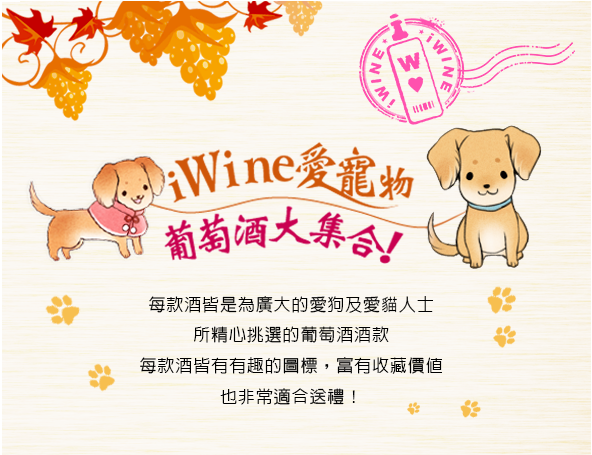 iWINE
iWINE
W
iWine愛寵物
葡萄酒大集合!
每款酒皆是為廣大的愛狗及愛貓人士
所精心挑選的葡萄酒酒款
每款酒皆有有趣的圖標，富有收藏價值
也非常適合送禮！